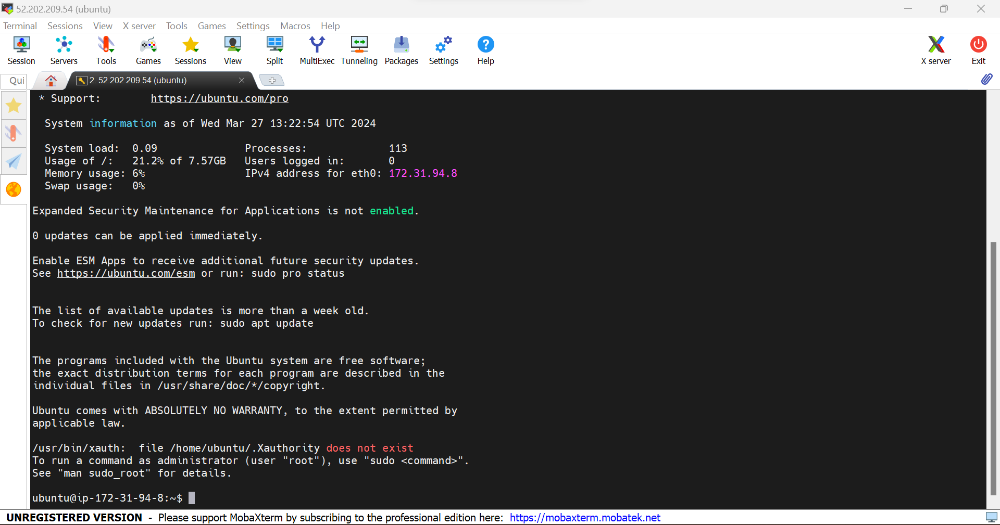 52.202.209.54 (ubuntu)
Terminal Sessions View X server Tools Games Settings Macros Help
Session Servers Tools Games Sessions View Split MultiExec Tunneling Packages Settings Help X server Exit
Qui
2. 52.202.209.54 (ubuntu)
* Support: https://ubuntu.com/pro
System information as of Wed Mar 27 13:22:54 UTC 2024
System load: 0.09 Processes: 113
Usage of /: 21.2% of 7.57GB Users logged in: 0
Memory usage: 6% IPv4 address for eth0: 172.31.94.8
Swap usage: 0%
Expanded Security Maintenance for Applications is not enabled.
0 updates can be applied immediately.
Enable ESM Apps to receive additional future security updates.
See https://ubuntu.com/esm or run: sudo pro status
The list of available updates is more than a week old.
To check for new updates run: sudo apt update
The programs included with the Ubuntu system are free software;
the exact distribution terms for each program are described in the
individual files in /usr/share/doc/*/copyright.
Ubuntu comes with ABSOLUTELY NO WARRANTY, to the extent permitted by
applicable law.
/usr/bin/xauth: file /home/ubuntu/.Xauthority does not exist
To run a command as administrator (user "root"), use "sudo <command>".
See "man sudo_root" for details.
ubuntu@ip-172-31-94-8:~$
UNREGISTERED VERSION - Please support MobaXterm by subscribing to the professional edition here: https://mobaxterm.mobatek.net